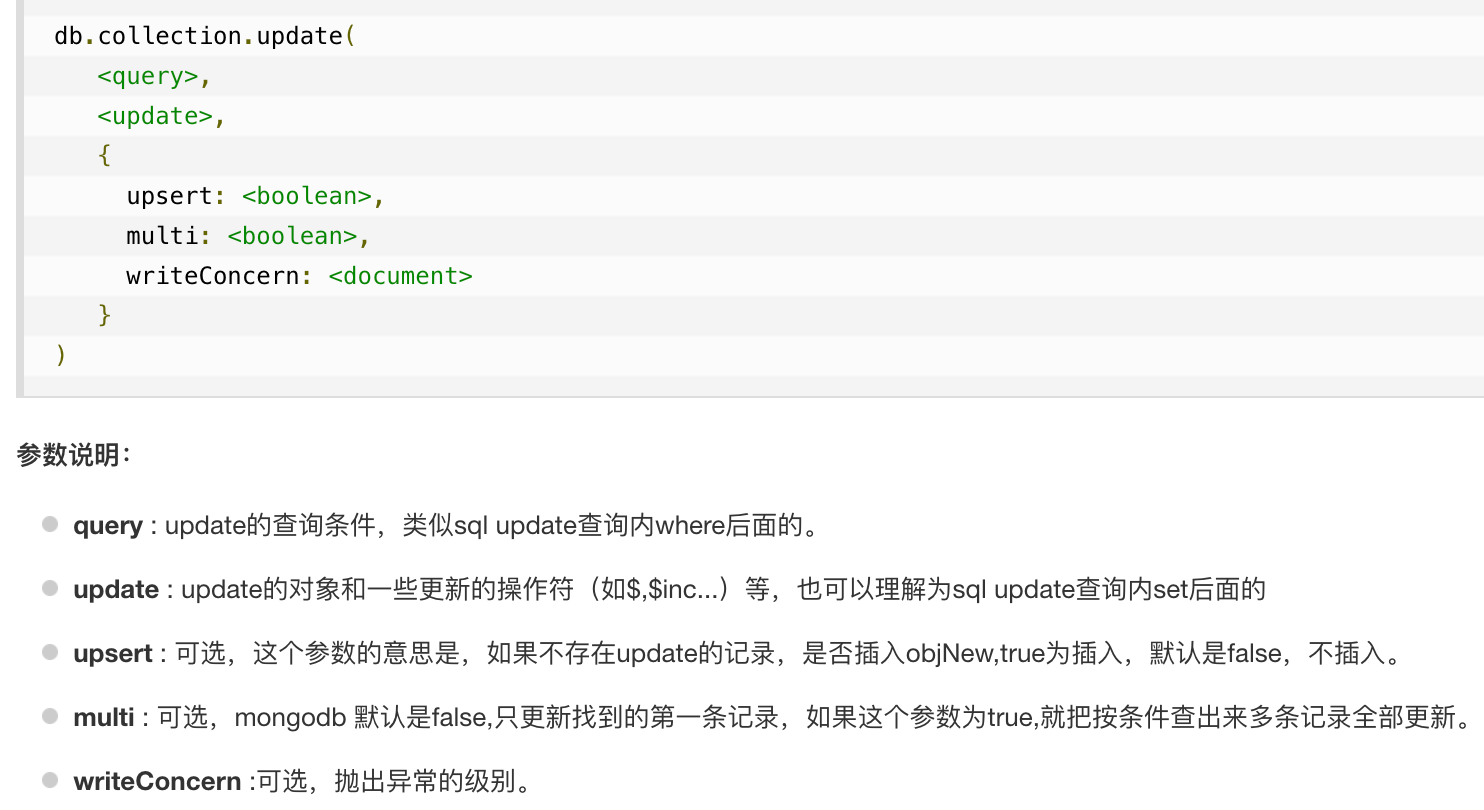 db.collection.update(
<query>,
<update>,
{
upsert: <boolean>,
multi: <boolean>,
writeConcern: <document>
}
)
参数说明：
query : update的查询条件，类似sql update查询内where后面的。
update : update的对象和一些更新的操作符（如$,$inc...）等，也可以理解为sql update查询内set后面的
upsert : 可选，这个参数的意思是，如果不存在update的记录，是否插入objNew,true为插入，默认是false，不插入。
multi : 可选，mongodb 默认是false,只更新找到的第一条记录，如果这个参数为true,就把按条件查出来多条记录全部更新。
writeConcern :可选，抛出异常的级别。